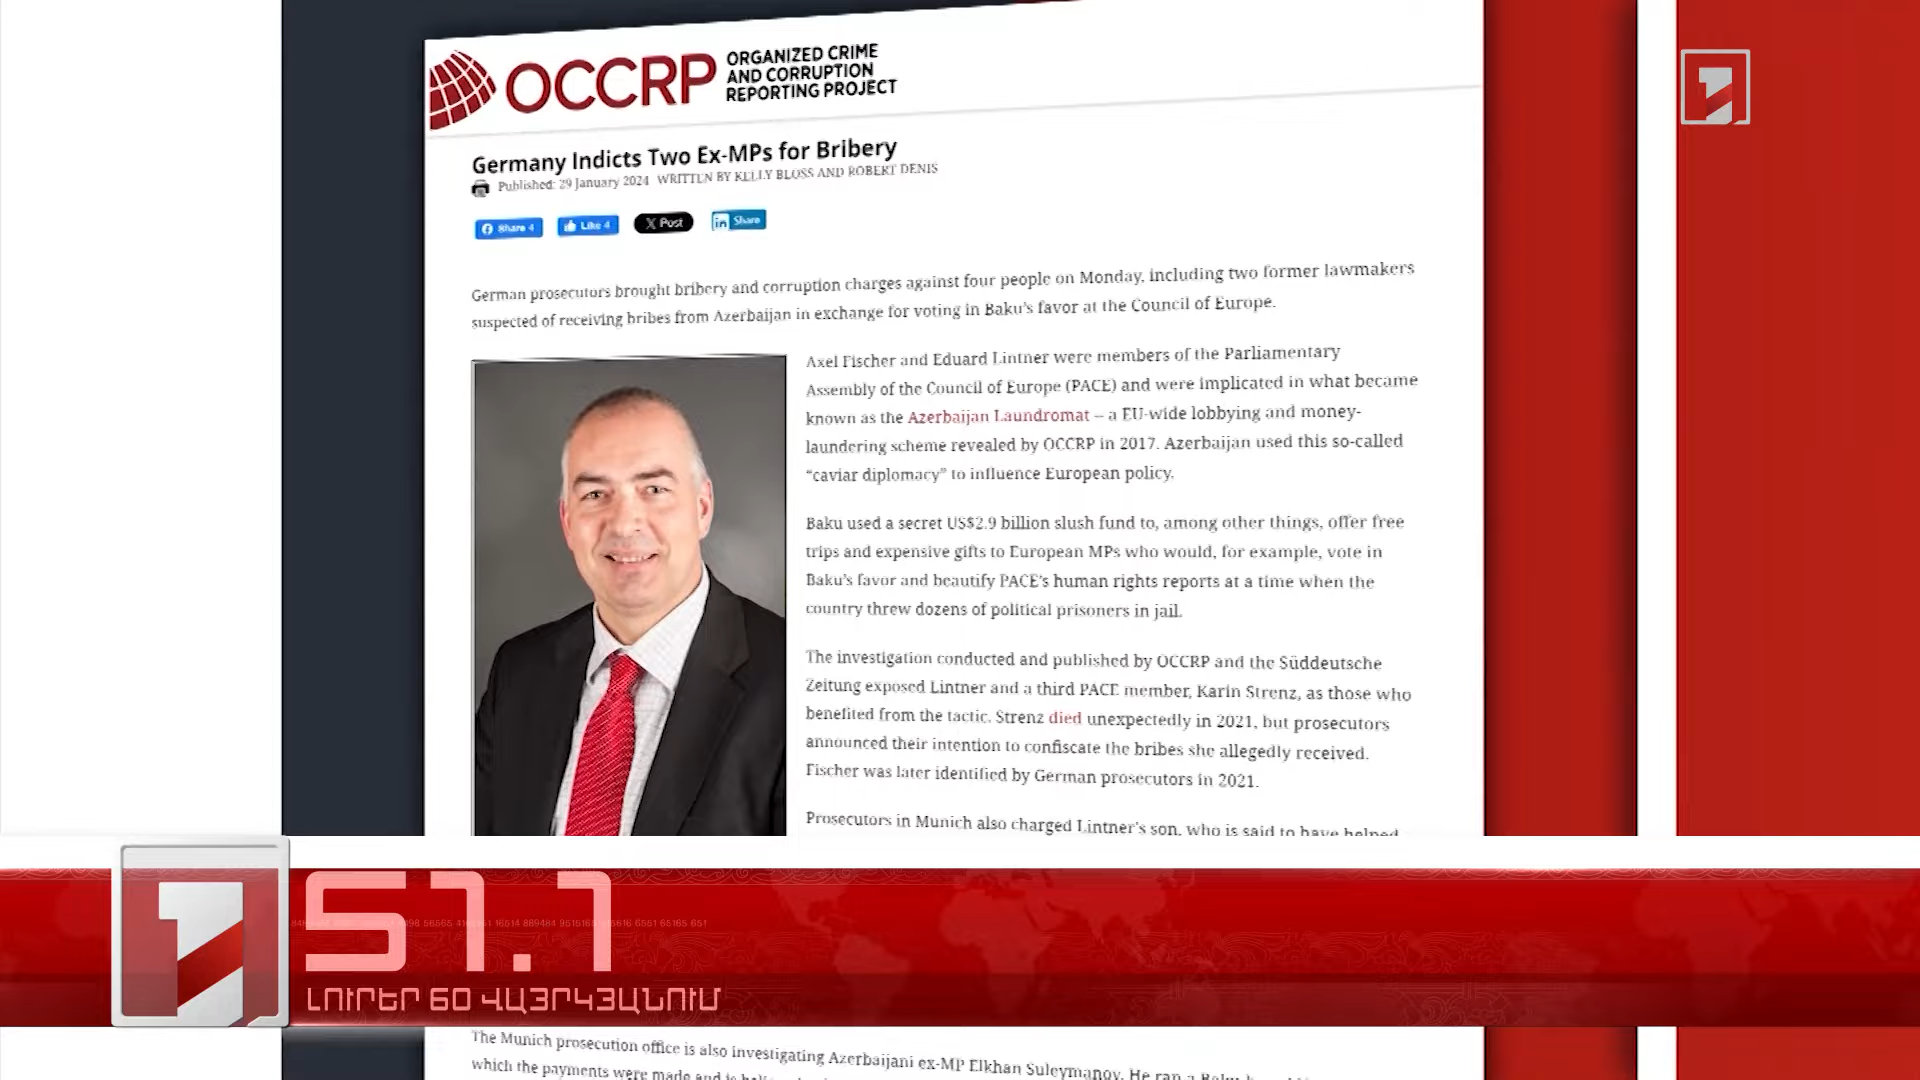 OCCRP
ORGANIZED CRIME
AND CORRUPTION
REPORTING PROJECT
Germany Indicts Two Ex-MPs for Bribery
Published: 29 January 2024 WRITTEN BY KELLY BLOSS AND ROBERT DENIS
Share 4
Like 4
X Post
in Share
German prosecutors brought bribery and corruption charges against four people on Monday, including two former lawmakers
suspected of receiving bribes from Azerbaijan in exchange for voting in Baku's favor at the Council of Europe.
Axel Fischer and Eduard Lintner were members of the Parliamentary
Assembly of the Council of Europe (PACE) and were implicated in what became
known as the Azerbaijan Laundromat – a EU-wide lobbying and money-
laundering scheme revealed by OCCRP in 2017. Azerbaijan used this so-called
“caviar diplomacy” to influence European policy.
Baku used a secret US$2.9 billion slush fund to, among other things, offer free
trips and expensive gifts to European MPs who would, for example, vote in
Baku's favor and beautify PACE's human rights reports at a time when the
country threw dozens of political prisoners in jail.
The investigation conducted and published by OCCRP and the Süddeutsche
Zeitung exposed Lintner and a third PACE member, Karin Strenz, as those who
benefited from the tactic. Strenz died unexpectedly in 2021, but prosecutors
announced their intention to confiscate the bribes she allegedly received.
Fischer was later identified by German prosecutors in 2021.
Prosecutors in Munich also charged Lintner's son, who is said to have helped
51.1
ԼՈՒՐԵՐ 60 ՎԱՅՐԿՅԱՆՈՒՄ
The Munich prosecution office is also investigating Azerbaijani ex-MP Elkhan Suleymanov. He ran a
which the payments were made and is